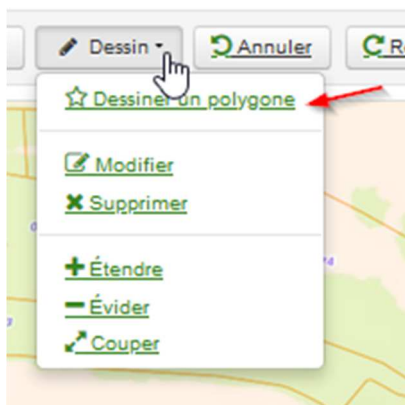 Dessin Annuler R
Dessiner un polygone
Modifier
Supprimer
Étendre
Évider
Couper